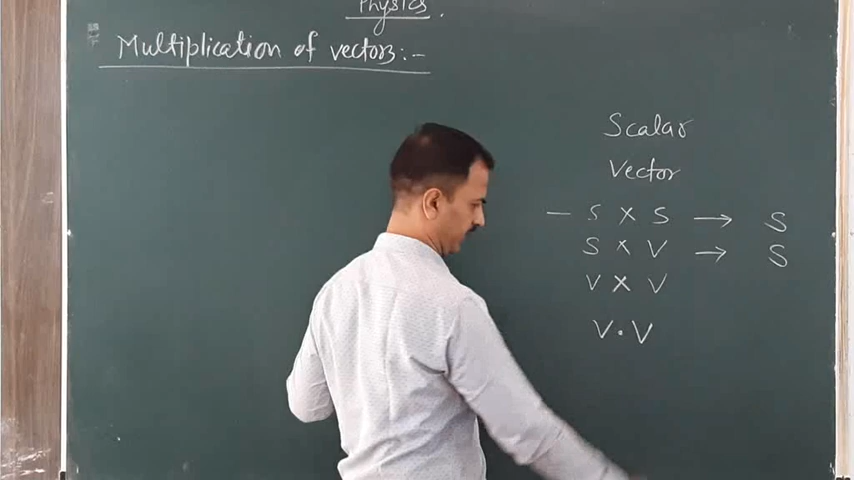 Physics.
Multiplication of vectors:-
Scalar
Vector
— S × S → S
S × V → S
V × V
V · V